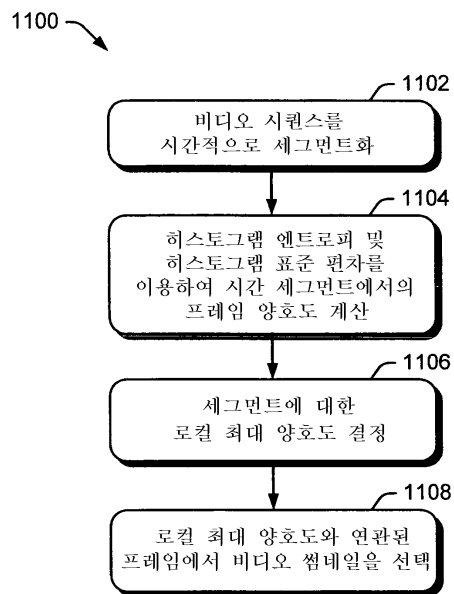 1100
1102
비디오 시퀀스를
시간적으로 세그먼트화
1104
히스토그램 엔트로피 및
히스토그램 표준 편차를
이용하여 시간 세그먼트에서의
프레임 양호도 계산
1106
세그먼트에 대한
로컬 최대 양호도 결정
1108
로컬 최대 양호도와 연관된
프레임에서 비디오 썸네일을 선택